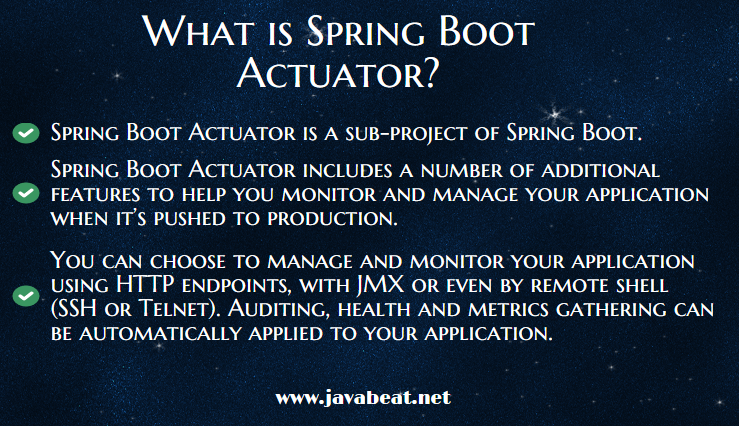 What is Spring Boot
Actuator?
Spring Boot Actuator is a sub-project of Spring Boot.
Spring Boot Actuator includes a number of additional
features to help you monitor and manage your application
when it's pushed to production.
You can choose to manage and monitor your application
using HTTP endpoints, with JMX or even by remote shell
(SSH or Telnet). Auditing, health and metrics gathering can
be automatically applied to your application.
www.javabeat.net